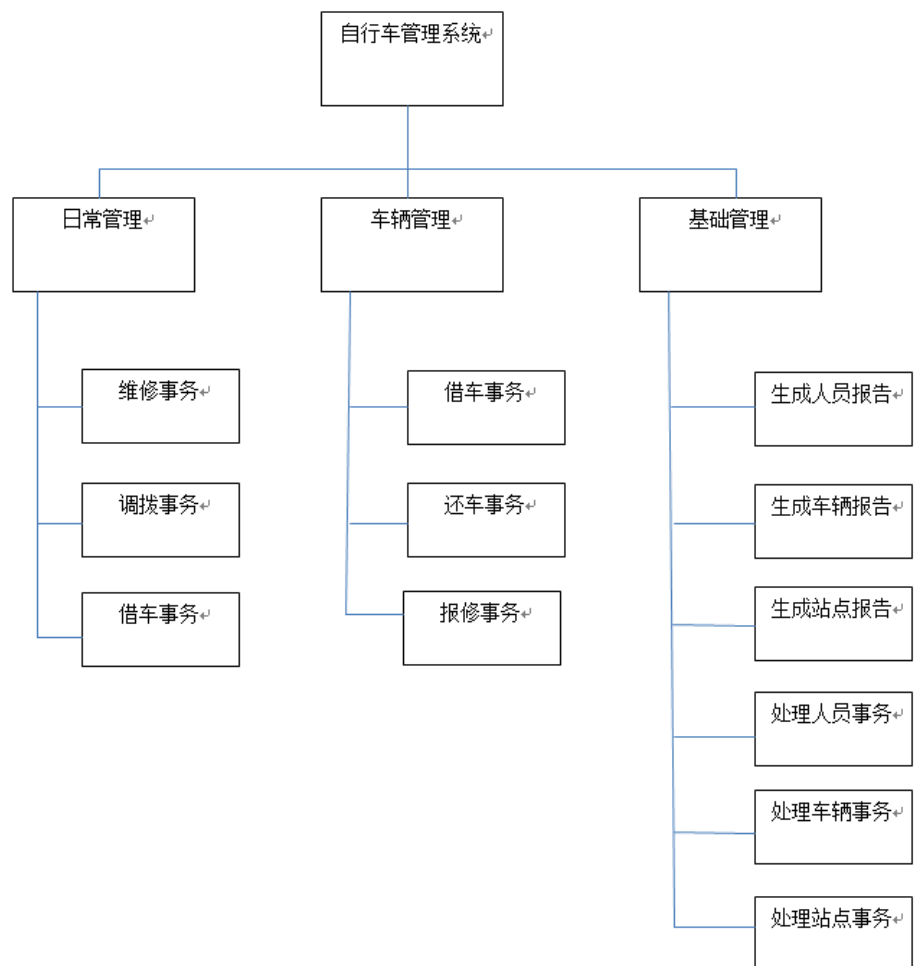 自行车管理系统
日常管理
车辆管理
基础管理
维修事务
借车事务
生成人员报告
调拨事务
还车事务
生成车辆报告
借车事务
报修事务
生成站点报告
处理人员事务
处理车辆事务
处理站点事务